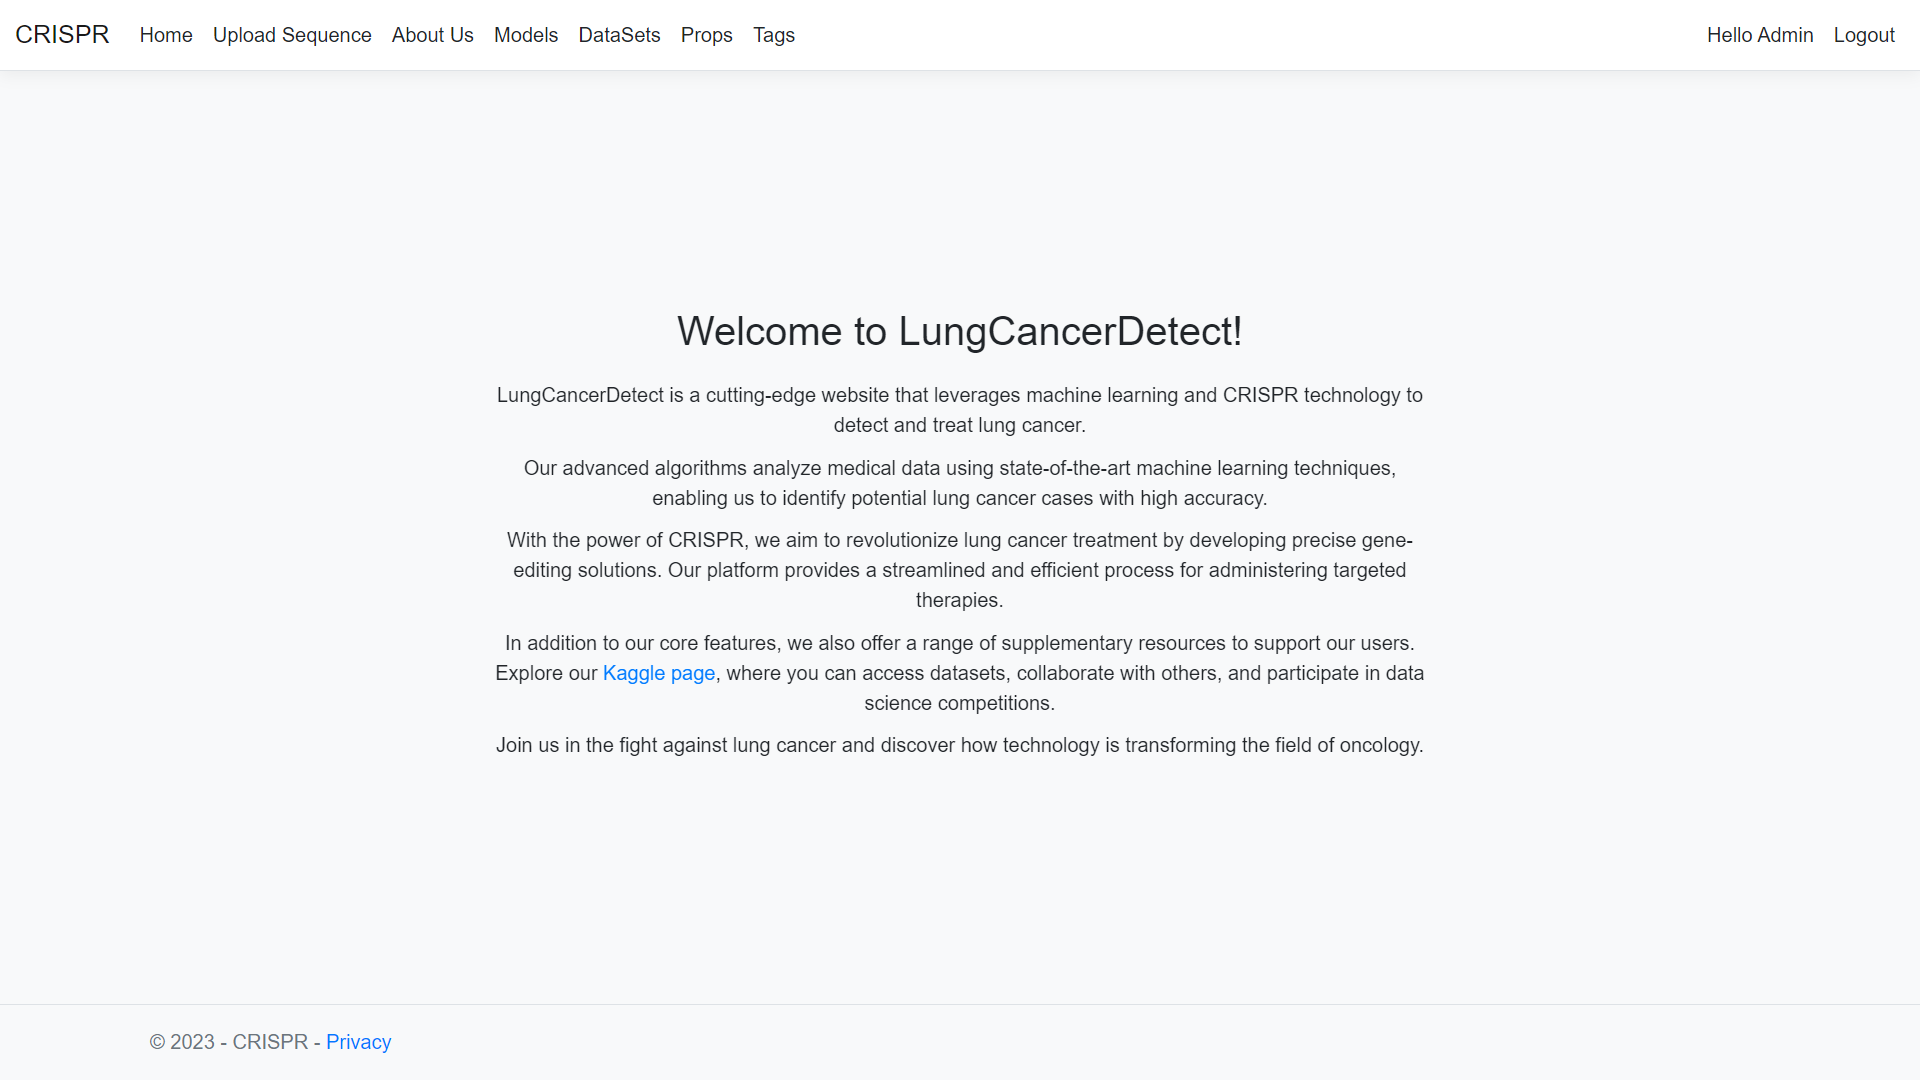 CRISPR Home Upload Sequence About Us Models DataSets Props Tags Hello Admin Logout
Welcome to LungCancerDetect!
LungCancerDetect is a cutting-edge website that leverages machine learning and CRISPR technology to
detect and treat lung cancer.
Our advanced algorithms analyze medical data using state-of-the-art machine learning techniques,
enabling us to identify potential lung cancer cases with high accuracy.
With the power of CRISPR, we aim to revolutionize lung cancer treatment by developing precise gene-
editing solutions. Our platform provides a streamlined and efficient process for administering targeted
therapies.
In addition to our core features, we also offer a range of supplementary resources to support our users.
Explore our Kaggle page, where you can access datasets, collaborate with others, and participate in data
science competitions.
Join us in the fight against lung cancer and discover how technology is transforming the field of oncology.
© 2023 - CRISPR - Privacy